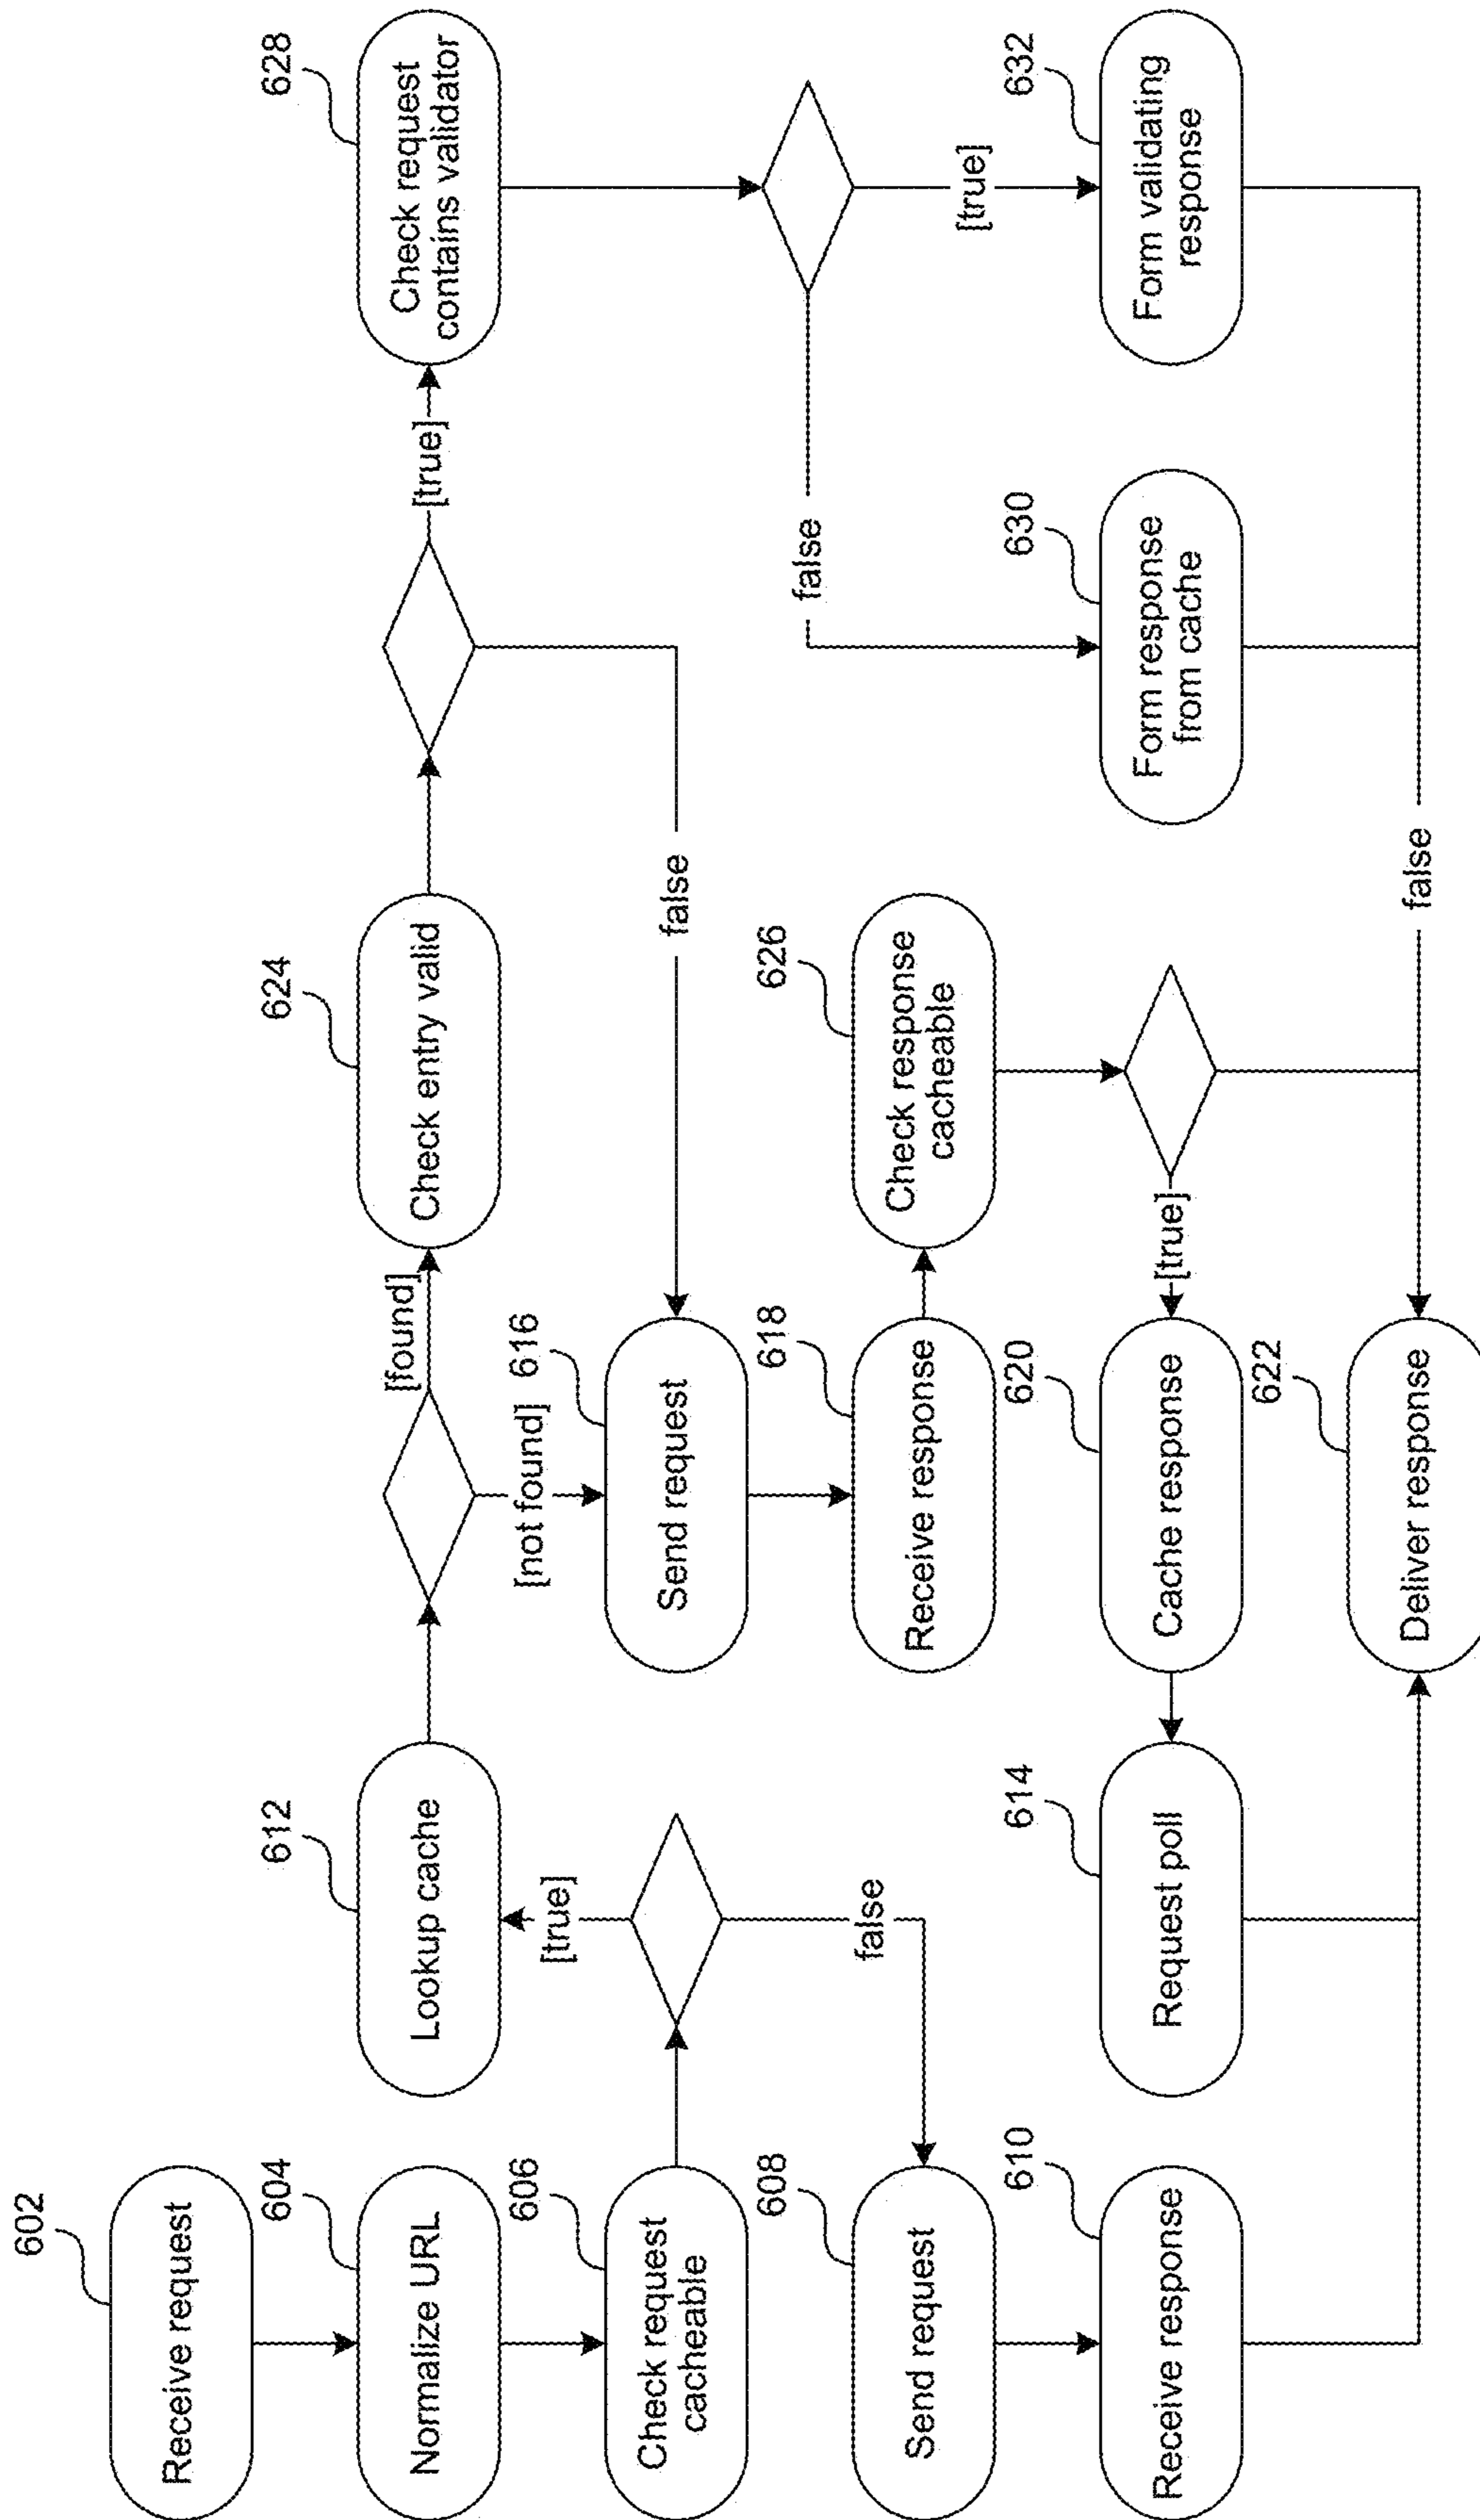 602
Receive request
604
Normalize URL
606
Check request
cacheable
608
Send request
610
Receive response
612
Lookup cache
[true]
false
614
Request poll
[found]
[not found]
616
Send request
618
Receive response
620
Cache response
622
Deliver response
624
Check entry valid
false
626
Check response
cacheable
[true]
false
[true]
628
Check request
contains validator
false
[true]
630
Form response
from cache
632
Form validating
response